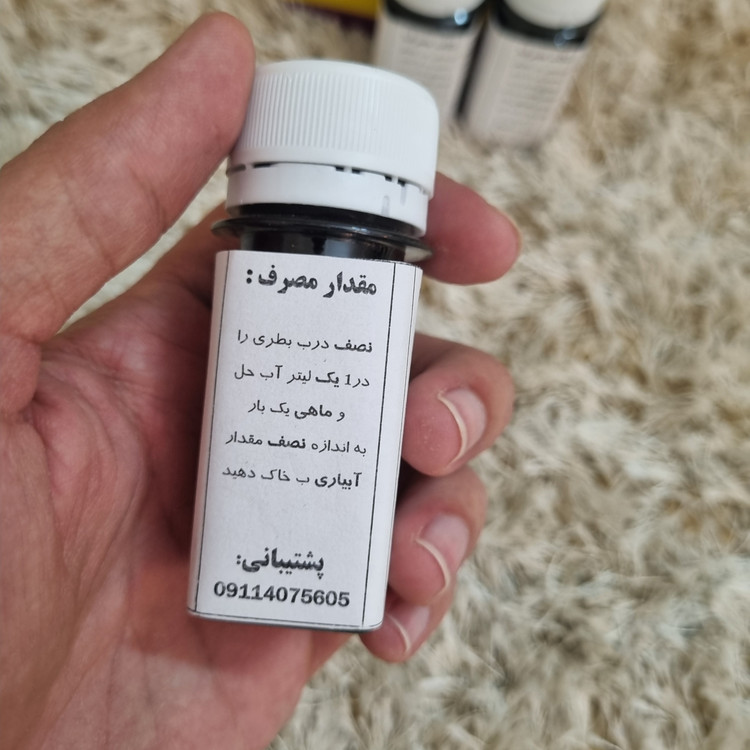 مقدار مصرف:
نصف درب بطری را
در1 یک لیتر آب حل
و ماهی یک بار
به اندازه نصف مقدار
آبیاری ب خاک دهید
پشتیبانی:
09114075605